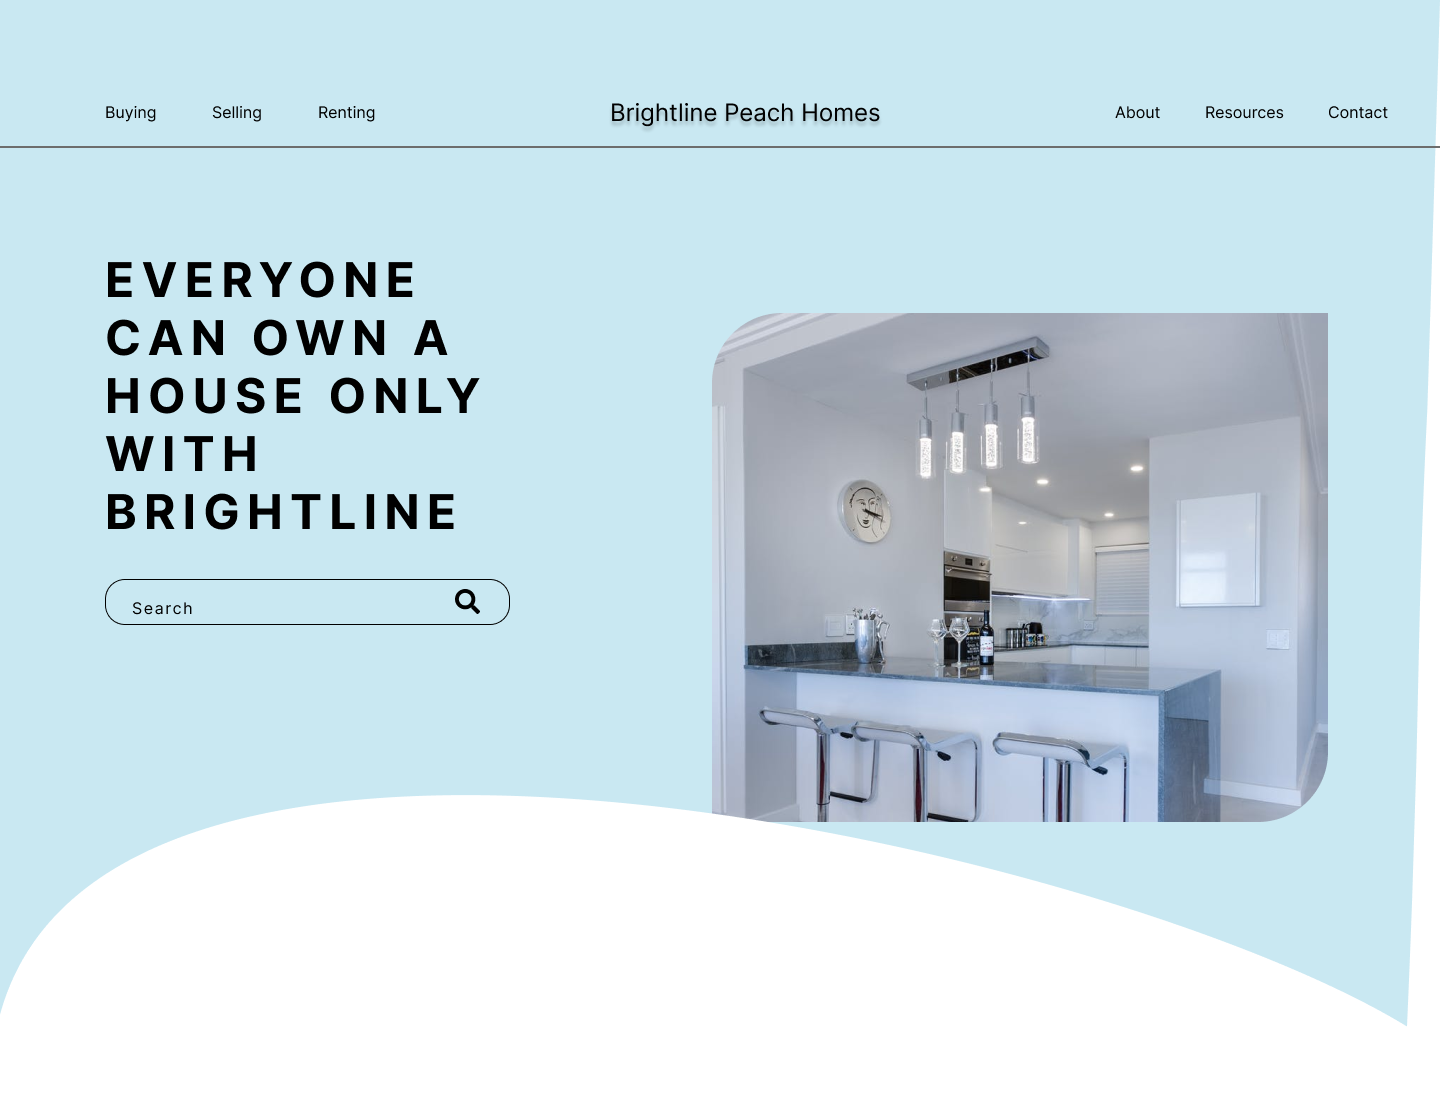 Buying Selling Renting Brightline Peach Homes About Resources Contact
EVERYONE
CAN OWN A
HOUSE ONLY
WITH
BRIGHTLINE
Search